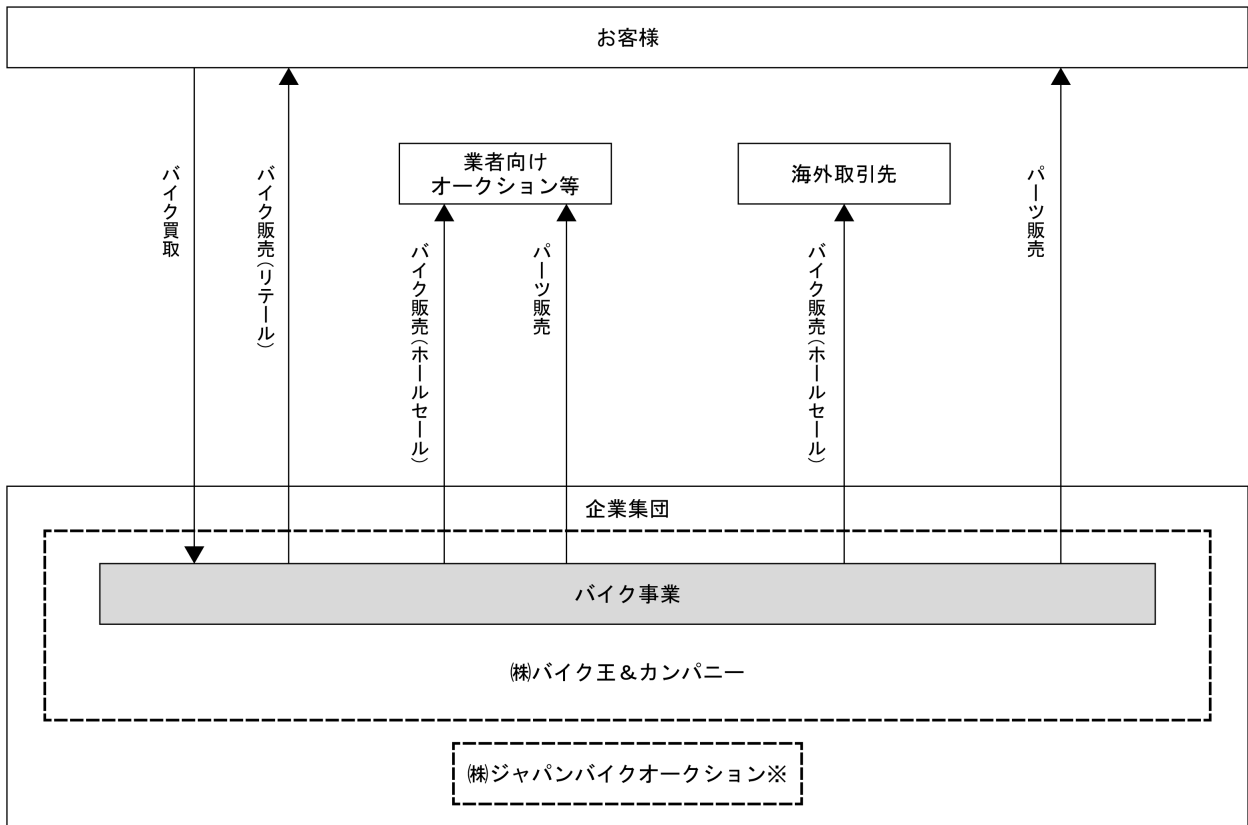 お客様
バイク買取
バイク販売(リテール)
業者向け
オークション等
バイク販売(ホールセール)
パーツ販売
海外取引先
バイク販売(ホールセール)
パーツ販売
企業集団
バイク事業
㈱バイク王＆カンパニー
㈱ジャパンバイクオークション※